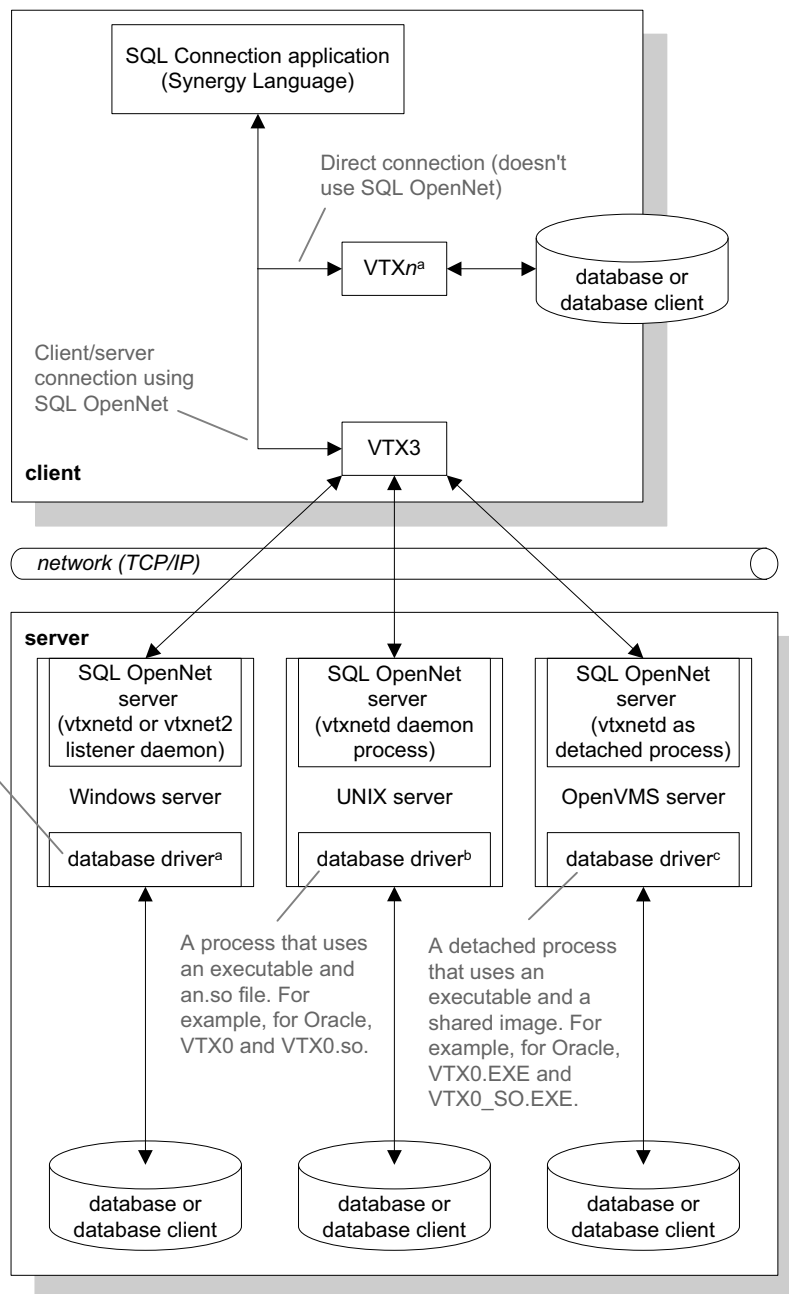 SQL Connection application
(Synergy Language)
Direct connection (doesn't
use SQL OpenNet)
VTXnᵃ
database or
database client
Client/server
connection using
SQL OpenNet
VTX3
client
network (TCP/IP)
server
SQL OpenNet
server
(vtxnetd or vtxnet2
listener daemon)
Windows server
database driverᵃ
SQL OpenNet
server
(vtxnetd daemon
process)
UNIX server
database driverᵇ
SQL OpenNet
server
(vtxnetd as
detached process)
OpenVMS server
database driverᶜ
A process that uses
an executable and
an.so file. For
example, for Oracle,
VTX0 and VTX0.so.
A detached process
that uses an
executable and a
shared image. For
example, for Oracle,
VTX0.EXE and
VTX0_SO.EXE.
database or
database client
database or
database client
database or
database client